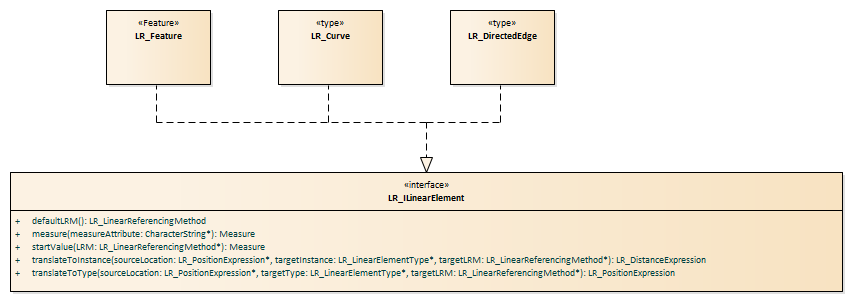 «Feature»
LR_Feature
«type»
LR_Curve
«type»
LR_DirectedEdge
«interface»
LR_ILinearElement
+ defaultLRM(): LR_LinearReferencingMethod
+ measure(measureAttribute: CharacterString*): Measure
+ startValue(LRM: LR_LinearReferencingMethod*): Measure
+ translateToInstance(sourceLocation: LR_PositionExpression*, targetInstance: LR_LinearElementType*, targetLRM: LR_LinearReferencingMethod*): LR_DistanceExpression
+ translateToType(sourceLocation: LR_PositionExpression*, targetType: LR_LinearElementType*, targetLRM: LR_LinearReferencingMethod*): LR_PositionExpression